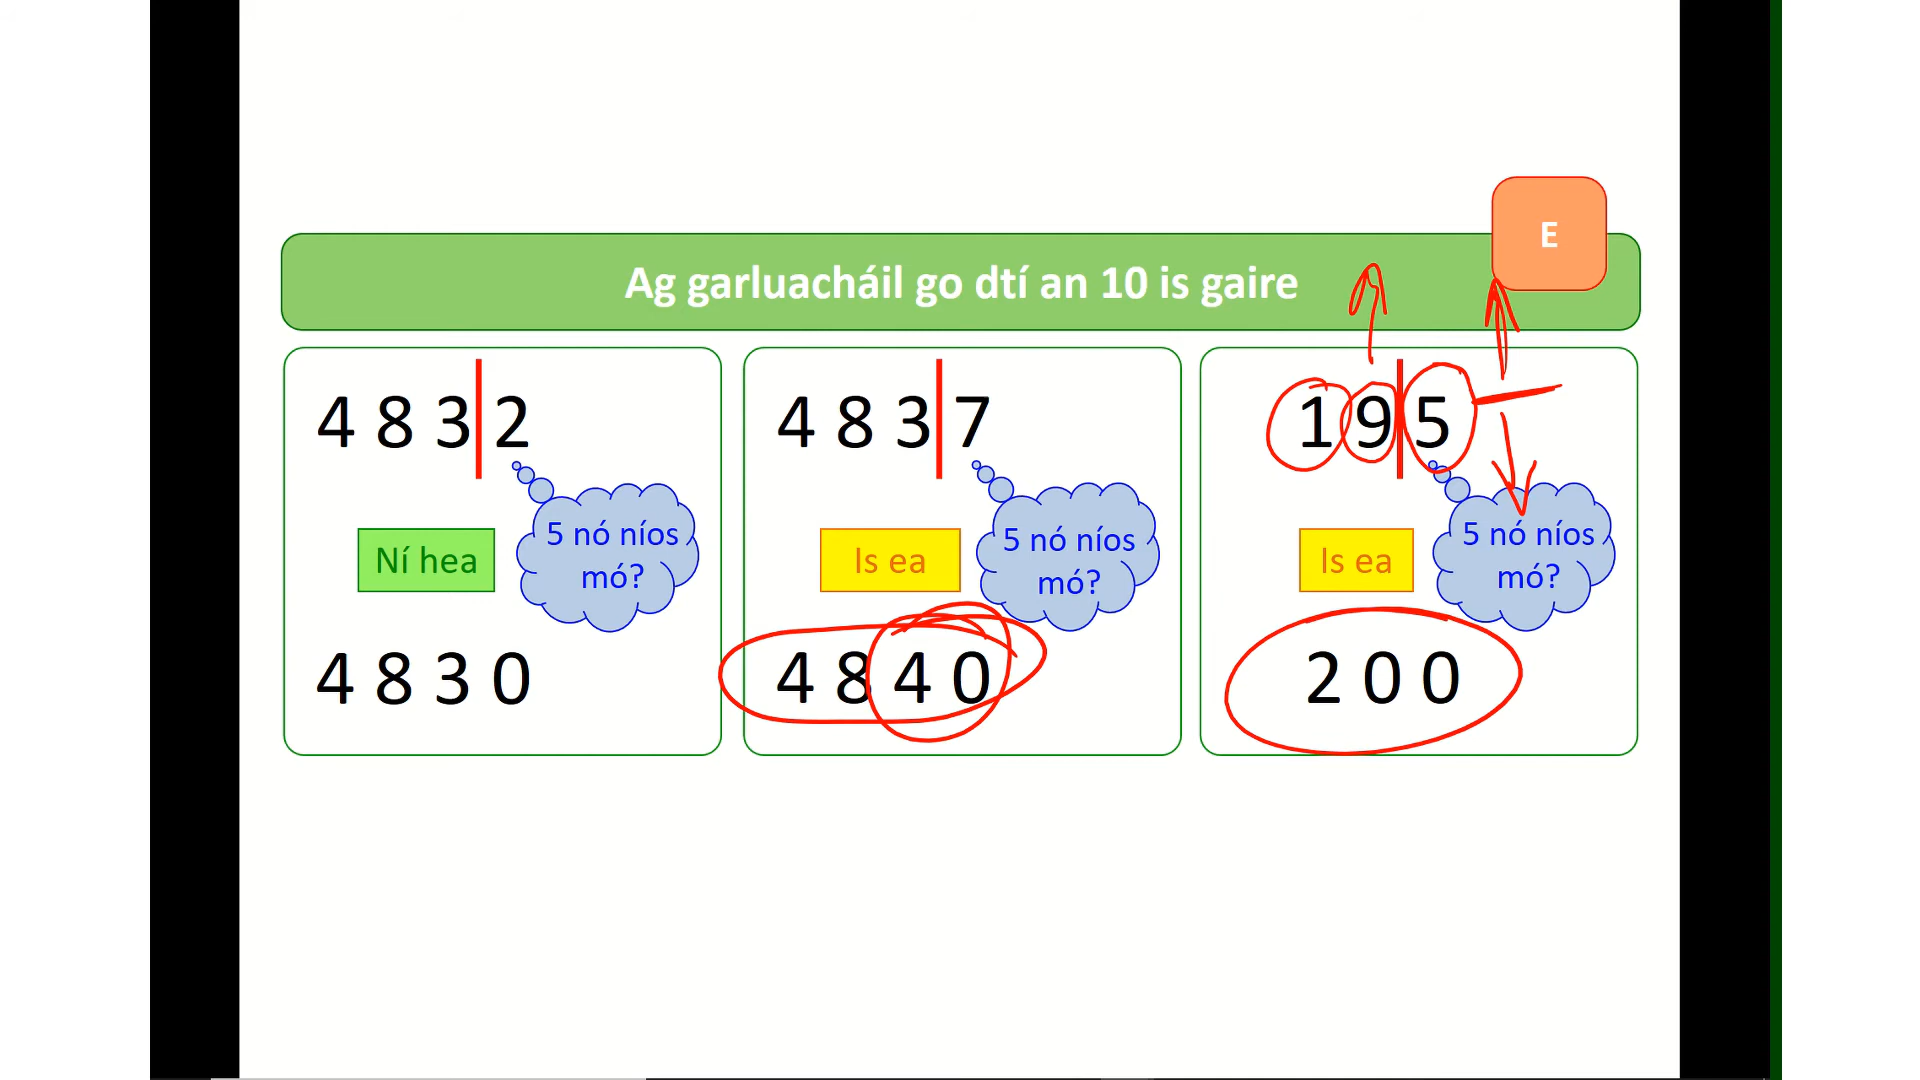 E
Ag garluacháil go dtí an 10 is gaire
4 8 3 2
5 nó níos
mó?
Ní hea
4 8 3 0
4 8 3 7
5 nó níos
mó?
Is ea
4 8 4 0
1 9 5
5 nó níos
mó?
Is ea
2 0 0